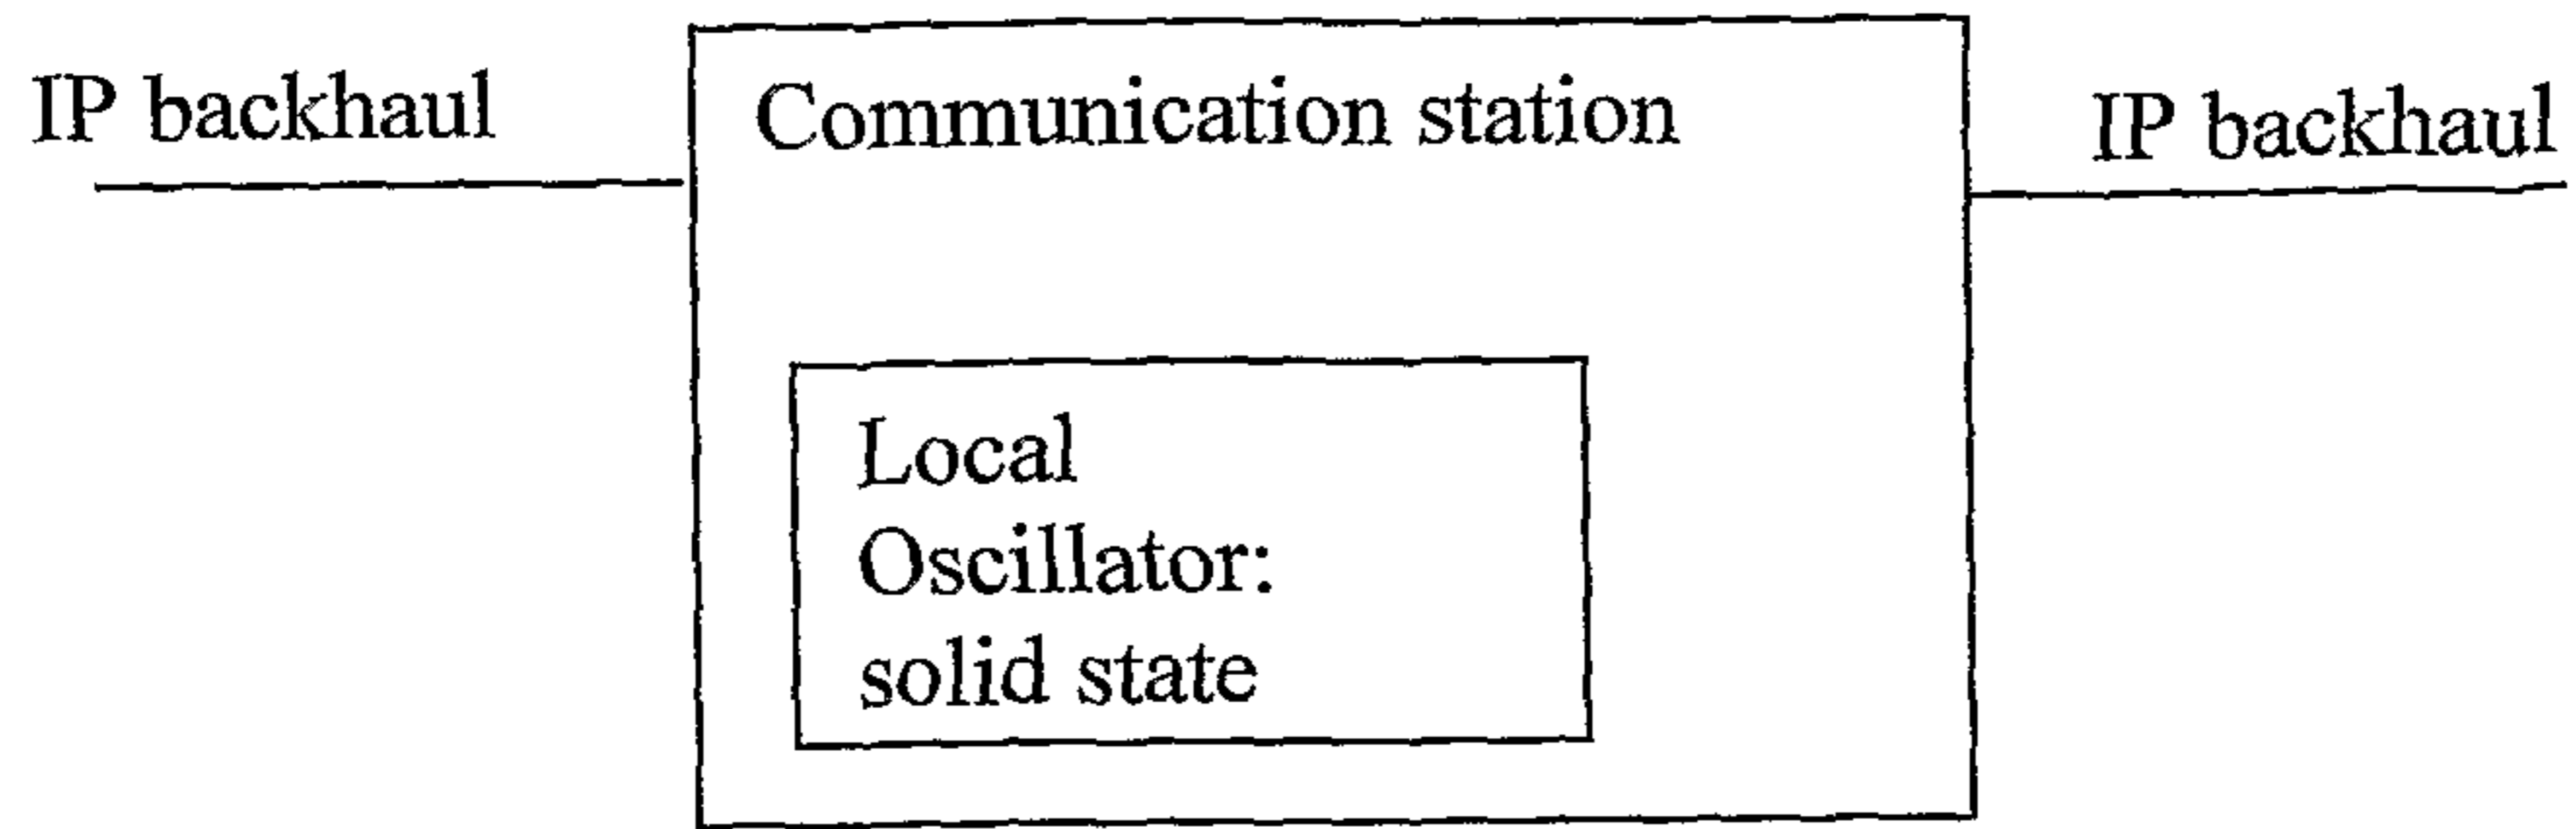 IP backhaul
Communication station
IP backhaul
Local
Oscillator:
solid state